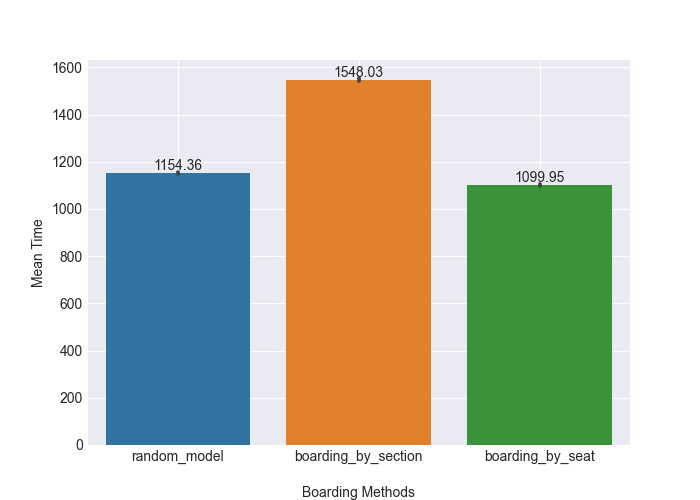 1600
1400
1200
1000
800
600
400
200
0
Mean Time
1154.36
1548.03
1099.95
random_model
boarding_by_section
boarding_by_seat
Boarding Methods